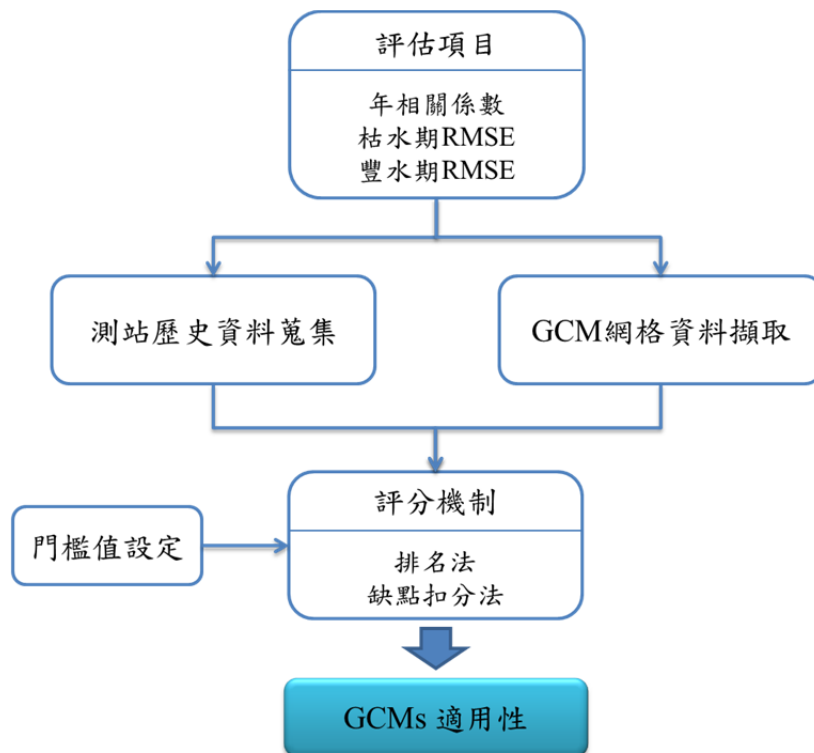 評估項目
年相關係數
枯水期RMSE
豐水期RMSE
測站歷史資料蒐集
GCM網格資料擷取
評分機制
門檻值設定
排名法
缺點扣分法
GCMs 適用性